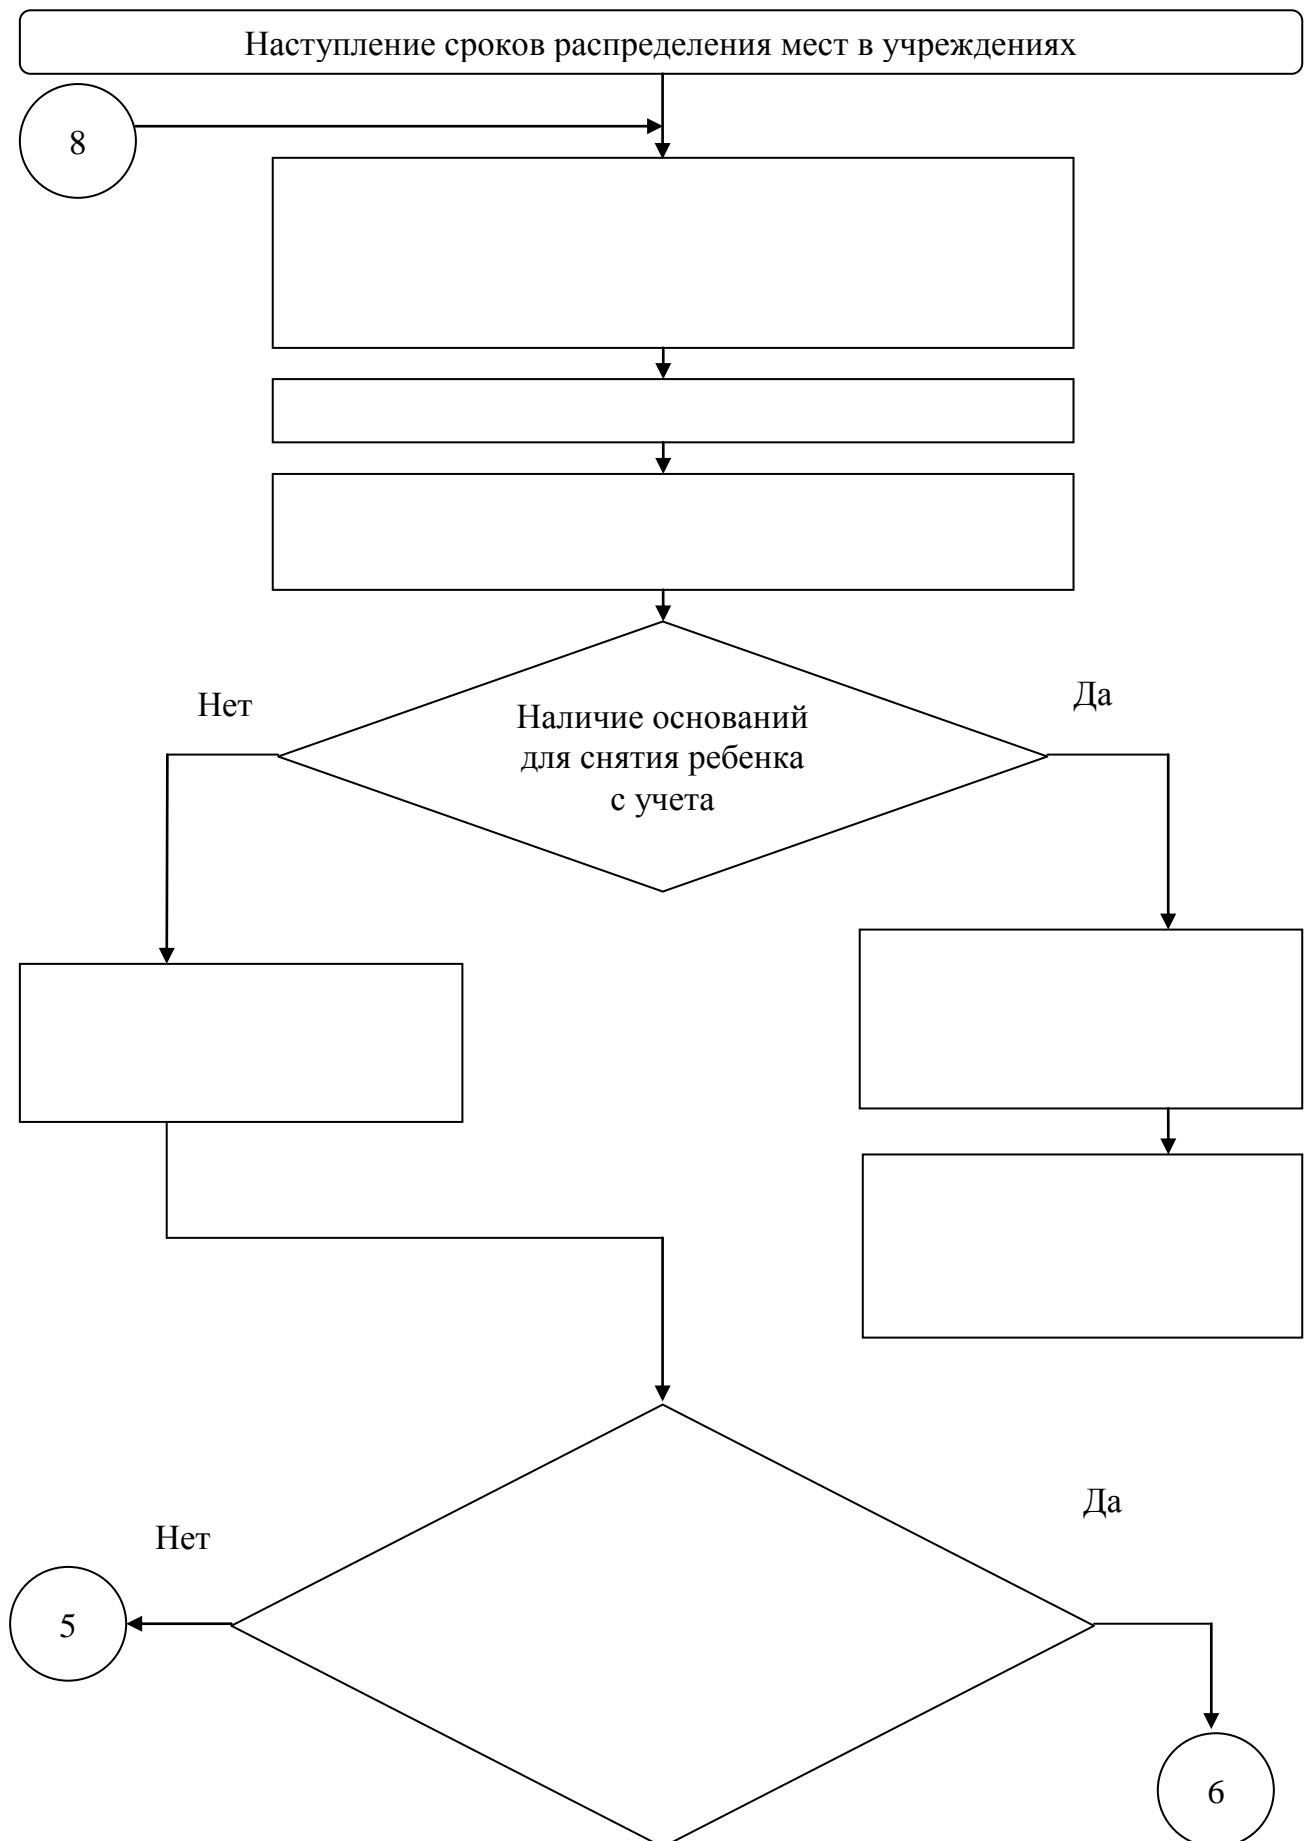 Наступление сроков распределения мест в учреждениях
8
Нет
Да
Наличие оснований
для снятия ребенка
с учета
Нет
Да
5
6